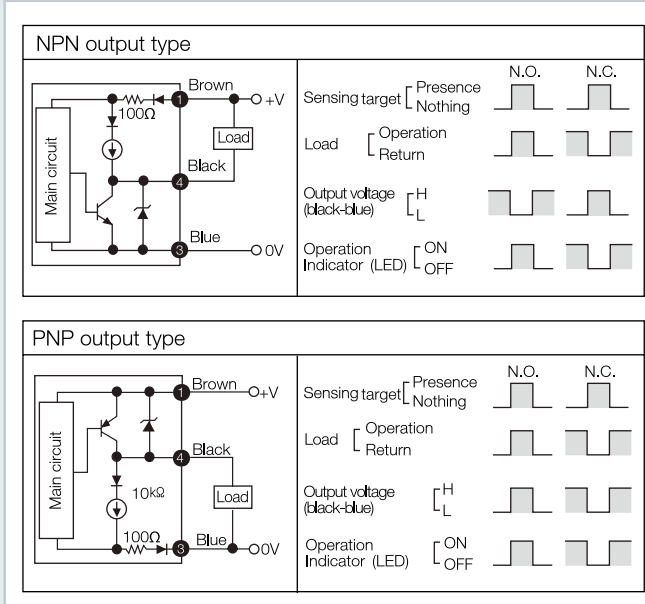 NPN output type
Main circuit
100Ω
Brown
1
+V
Load
Black
4
Blue
3
0V
N.O. N.C.
Sensing target Presence
Nothing
Load Operation
Return
Output voltage H
(black-blue) L
Operation ON
Indicator (LED) OFF
PNP output type
Main circuit
Brown
1
+V
Black
4
10kΩ
Load
100Ω
Blue
3
0V
N.O. N.C.
Sensing target Presence
Nothing
Load Operation
Return
Output voltage H
(black-blue) L
Operation ON
Indicator (LED) OFF